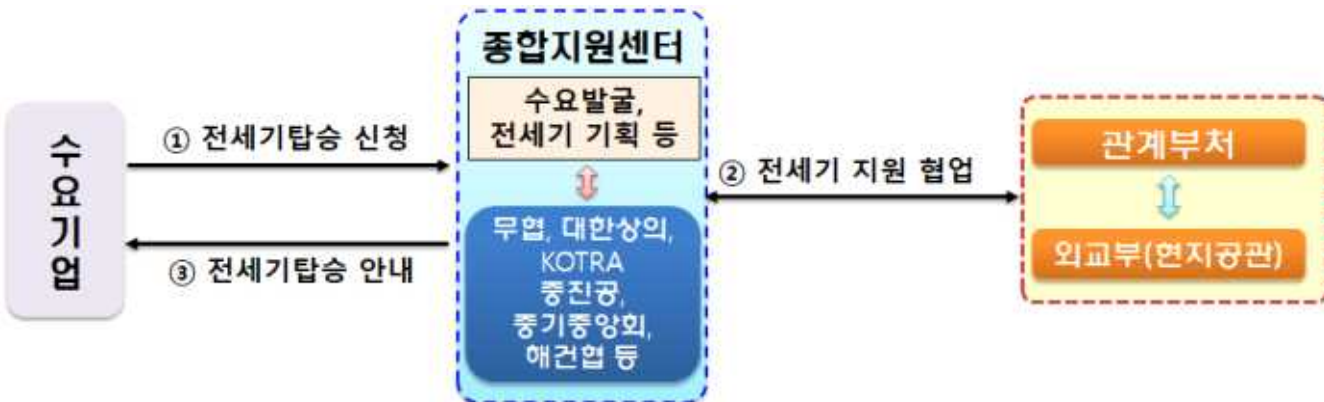 수요기업
① 전세기탑승 신청
③ 전세기탑승 안내
종합지원센터
수요발굴,
전세기 기획 등
무협, 대한상의,
KOTRA
중진공,
중기중앙회,
해건협 등
② 전세기 지원 협업
관계부처
외교부(현지공관)